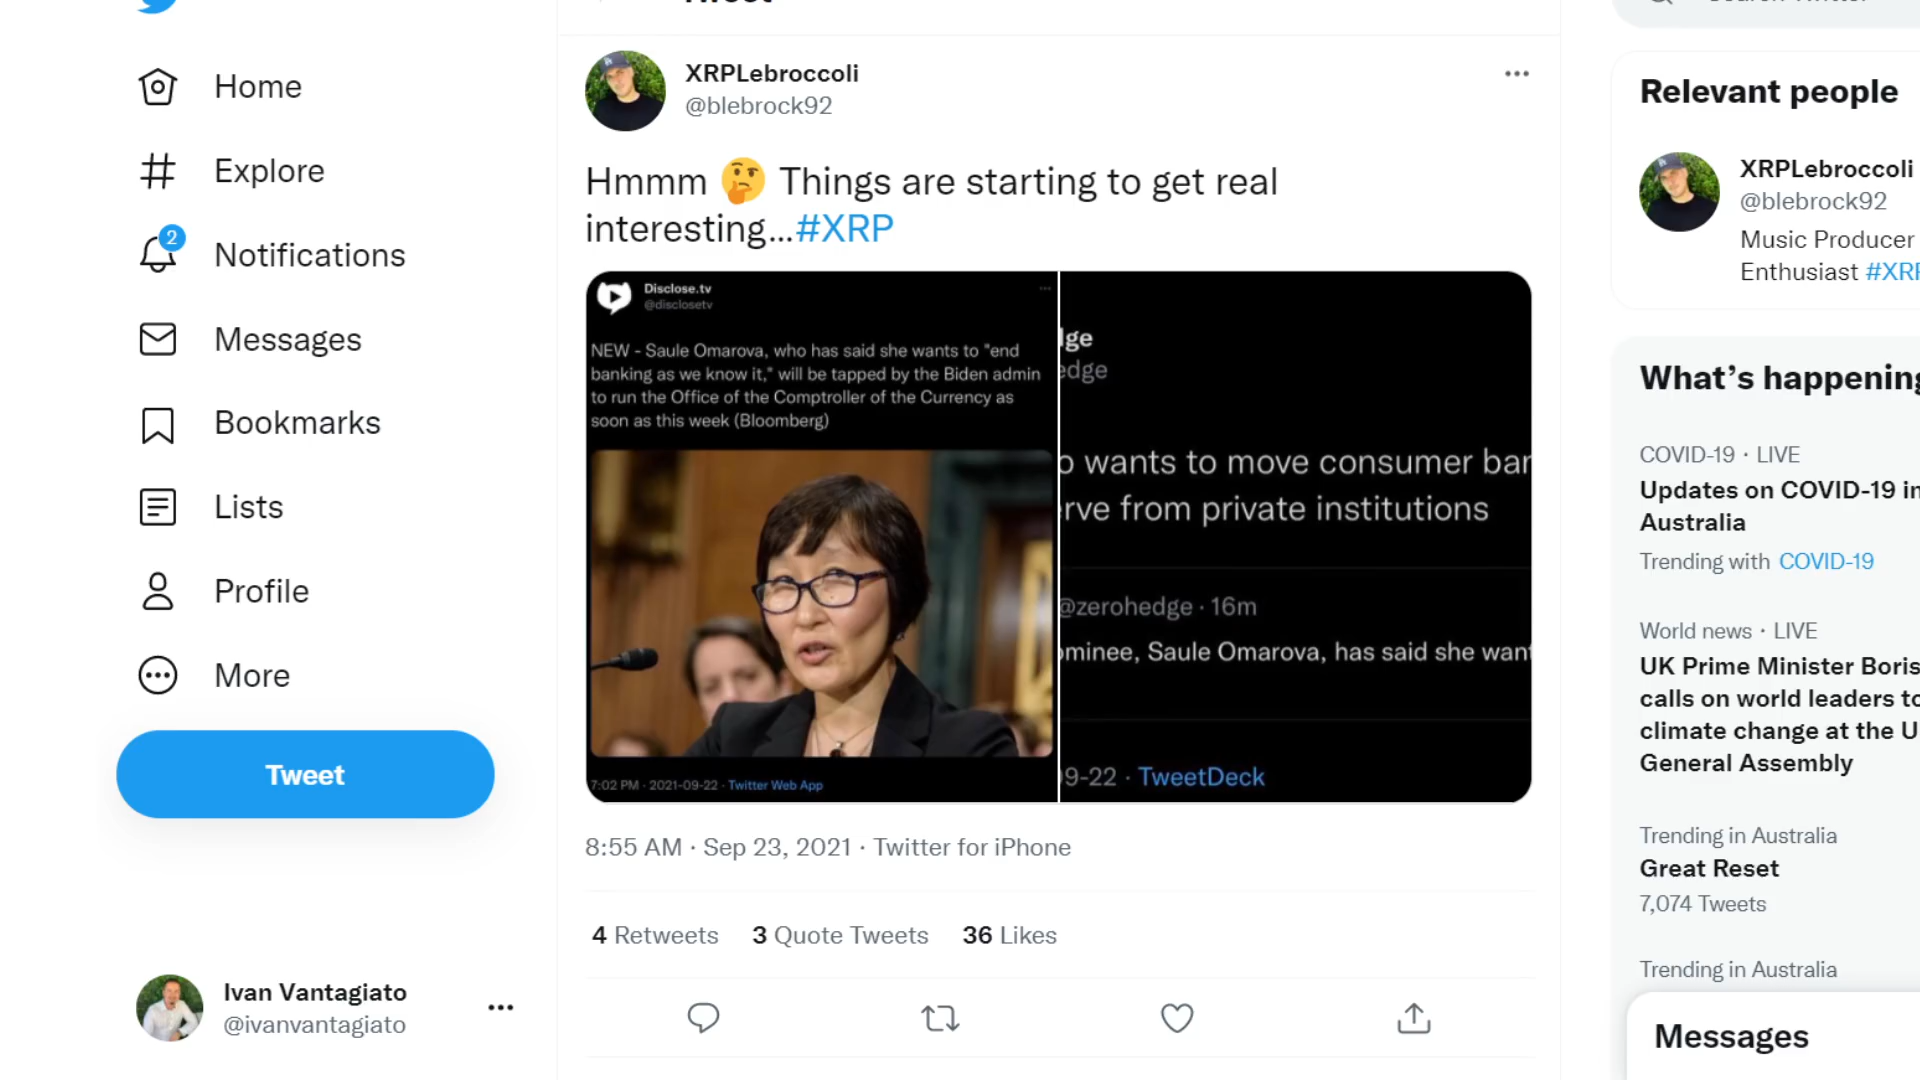 Home
Explore
2
Notifications
Messages
Bookmarks
Lists
Profile
More
Tweet
Ivan Vantagiato
@ivanvantagiato
Tweet
XRPLebroccoli
@blebrock92
Hmmm 🤔 Things are starting to get real
interesting...#XRP
Disclose.tv
@disclosetv
NEW - Saule Omarova, who has said she wants to "end
banking as we know it," will be tapped by the Biden admin
to run the Office of the Comptroller of the Currency as
soon as this week (Bloomberg)
7:02 PM · 2021-09-22 · Twitter Web App
lge
edge
o wants to move consumer bar
rve from private institutions
@zerohedge · 16m
ominee, Saule Omarova, has said she want
9-22 · TweetDeck
8:55 AM · Sep 23, 2021 · Twitter for iPhone
4 Retweets 3 Quote Tweets 36 Likes
Search Twitter
Relevant people
XRPLebroccoli
@blebrock92
Music Producer
Enthusiast #XRP
What's happening
COVID-19 · LIVE
Updates on COVID-19 in
Australia
Trending with COVID-19
World news · LIVE
UK Prime Minister Boris
calls on world leaders to
climate change at the U
General Assembly
Trending in Australia
Great Reset
7,074 Tweets
Trending in Australia
Messages